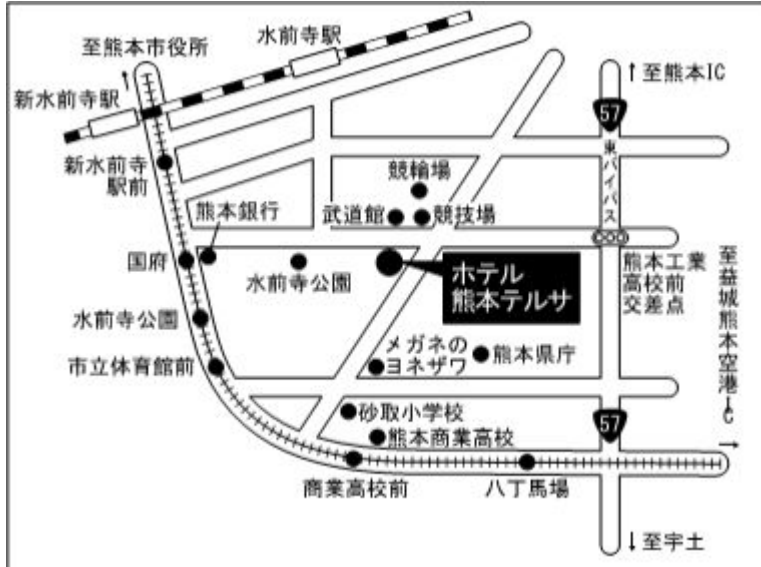 至熊本市役所
水前寺駅
新水前寺駅
↑至熊本IC
57
東バイパス
新水前寺
駅前
競輪場
武道館
競技場
熊本銀行
国府
水前寺公園
ホテル
熊本テルサ
熊本工業
高校前
交差点
至益城熊本空港IC
水前寺公園
市立体育館前
メガネの
ヨネザワ
熊本県庁
砂取小学校
熊本商業高校
57
商業高校前
八丁馬場
↓至宇土